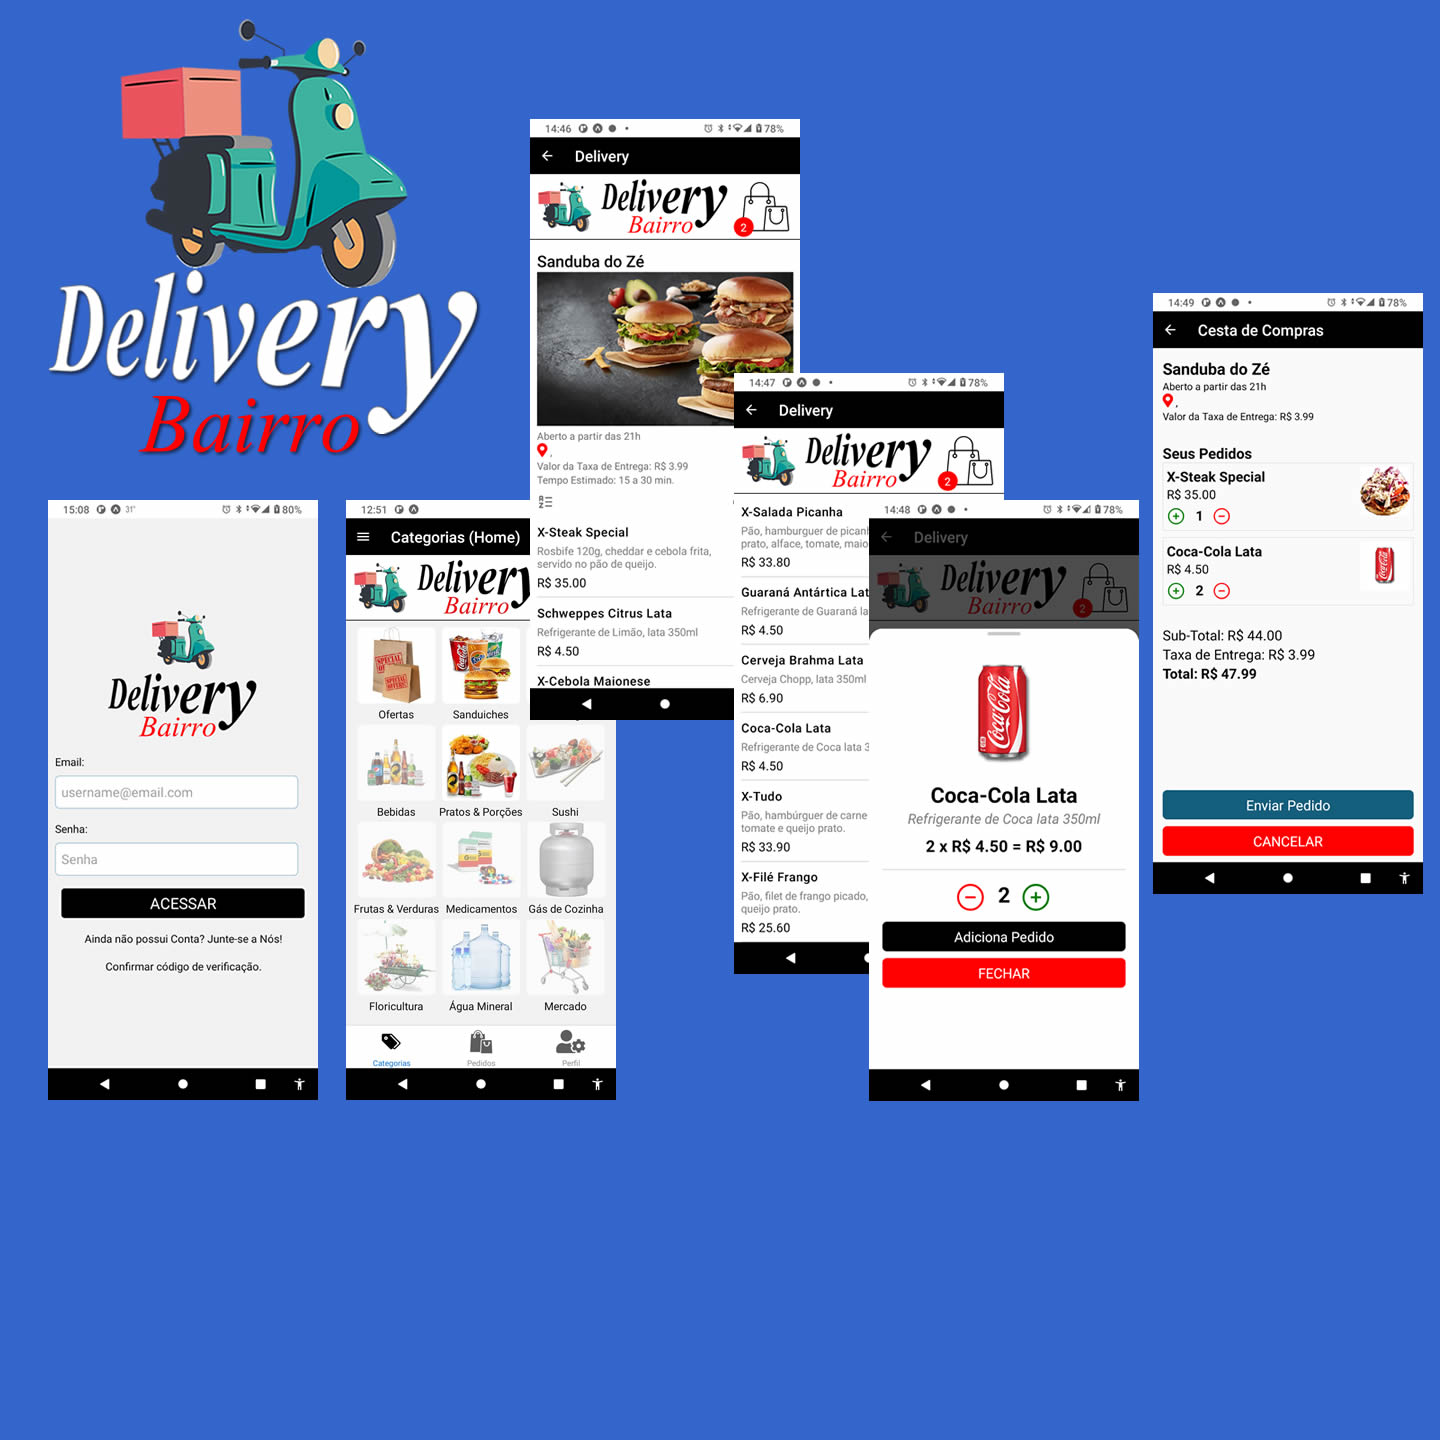 Delivery
Bairro
14:46
78%
Delivery
Delivery
Bairro
2
Sanduba do Zé
Aberto a partir das 21h
,
Valor da Taxa de Entrega: R$ 3.99
Tempo Estimado: 15 a 30 min.
X-Steak Special
Rosbife 120g, cheddar e cebola frita,
servido no pão de queijo.
R$ 35.00
Schweppes Citrus Lata
Refrigerante de Limão, lata 350ml
R$ 4.50
X-Cebola Maionese
14:47
78%
Delivery
Delivery
Bairro
2
X-Salada Picanha
Pão, hamburguer de picanh
prato, alface, tomate, maio
R$ 33.80
Guaraná Antártica Lat
Refrigerante de Guaraná la
R$ 4.50
Cerveja Brahma Lata
Cerveja Chopp, lata 350ml
R$ 6.90
Coca-Cola Lata
Refrigerante de Coca lata 3
R$ 4.50
X-Tudo
Pão, hambúrguer de carne
tomate e queijo prato.
R$ 33.90
X-Filé Frango
Pão, filet de frango picado,
queijo prato.
R$ 25.60
14:49
78%
Cesta de Compras
Sanduba do Zé
Aberto a partir das 21h
,
Valor da Taxa de Entrega: R$ 3.99
Seus Pedidos
X-Steak Special
R$ 35.00
1
Coca-Cola Lata
R$ 4.50
2
Sub-Total: R$ 44.00
Taxa de Entrega: R$ 3.99
Total: R$ 47.99
Enviar Pedido
CANCELAR
15:08
31°
80%
Delivery
Bairro
Email:
username@email.com
Senha:
Senha
ACESSAR
Ainda não possui Conta? Junte-se a Nós!
Confirmar código de verificação.
12:51
Categorias (Home)
Delivery
Bairro
SPECIAL
SPECIAL
Coca-Cola
Ofertas
Sanduiches
Bebidas
Pratos & Porções
Sushi
Frutas & Verduras
Medicamentos
Gás de Cozinha
Floricultura
Água Mineral
Mercado
Categorias
Pedidos
Perfil
14:48
78%
Delivery
Delivery
Bairro
2
Coca-Cola
Coca-Cola Lata
Refrigerante de Coca lata 350ml
2 x R$ 4.50 = R$ 9.00
2
Adiciona Pedido
FECHAR